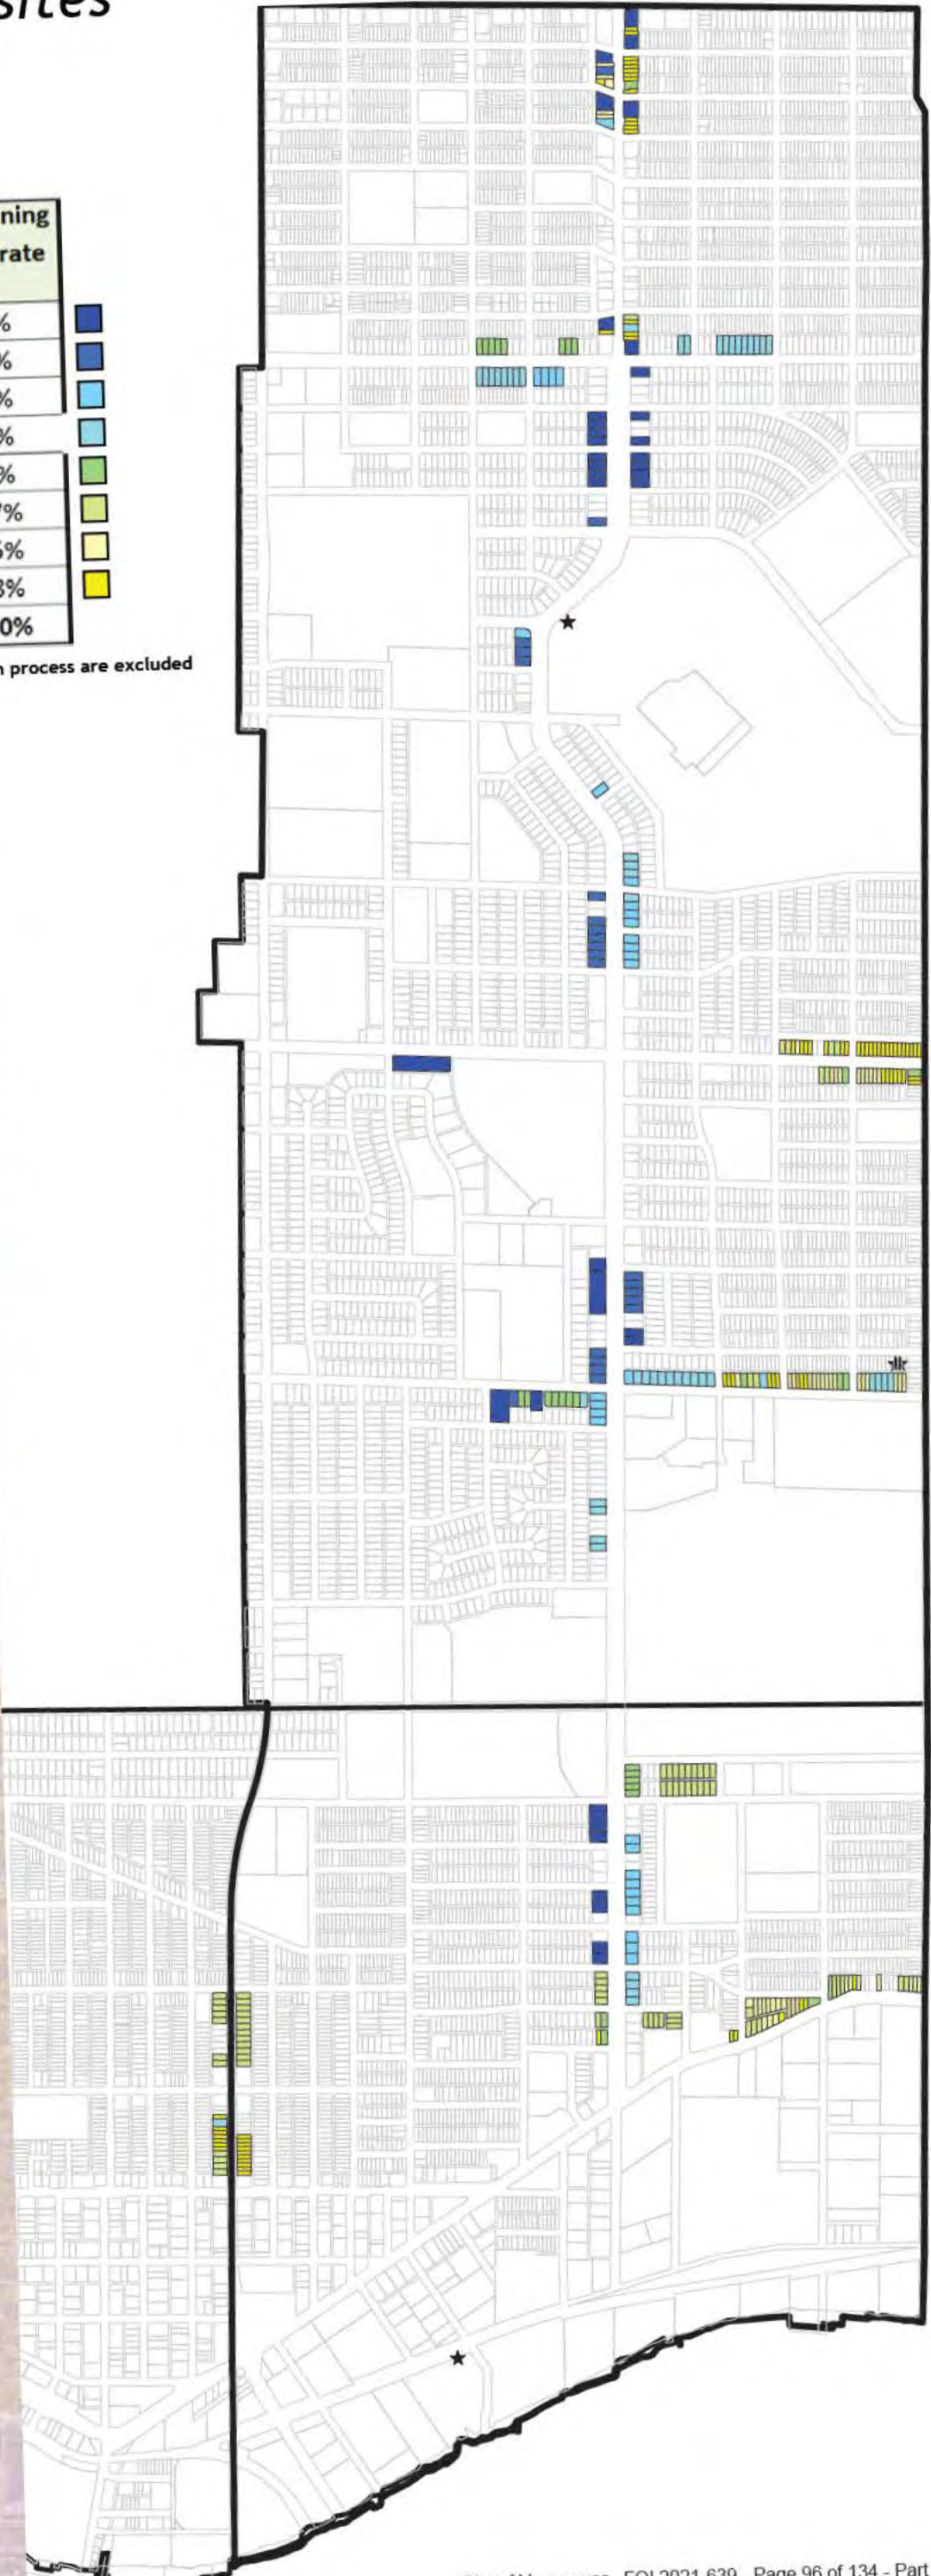 sites
ning
rate
%
%
%
%
%
7%
5%
3%
0%
n process are excluded
FOI 2021-639 - Page 96 of 134 - Part